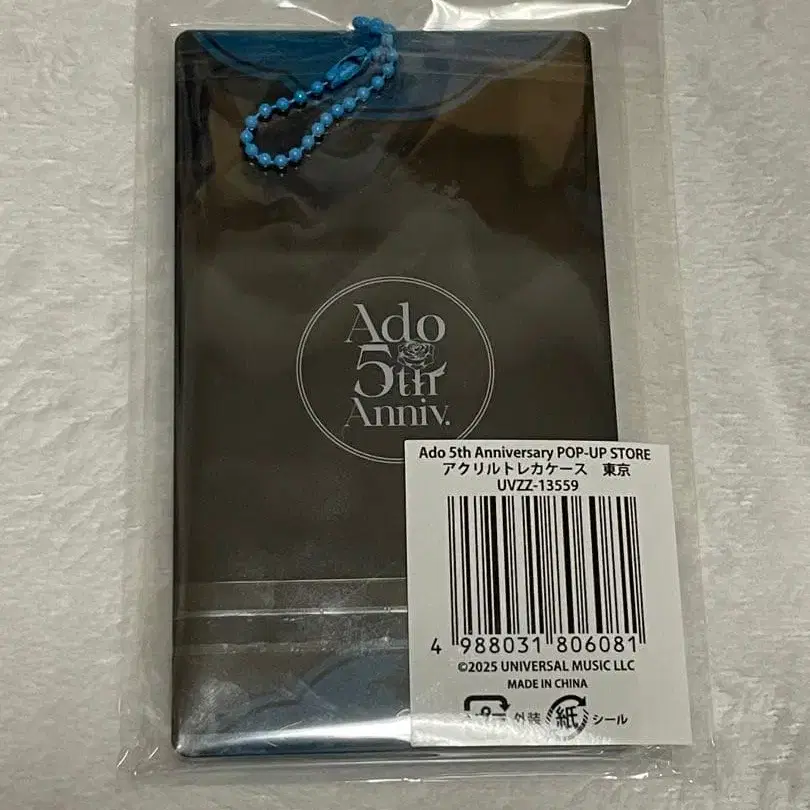 Ado
5th
Anniv.
Ado 5th Anniversary POP-UP STORE
アクリルトレカケース　東京
UVZZ-13559
4 988031 806081
©2025 UNIVERSAL MUSIC LLC
MADE IN CHINA
プラ 外装 紙 シール